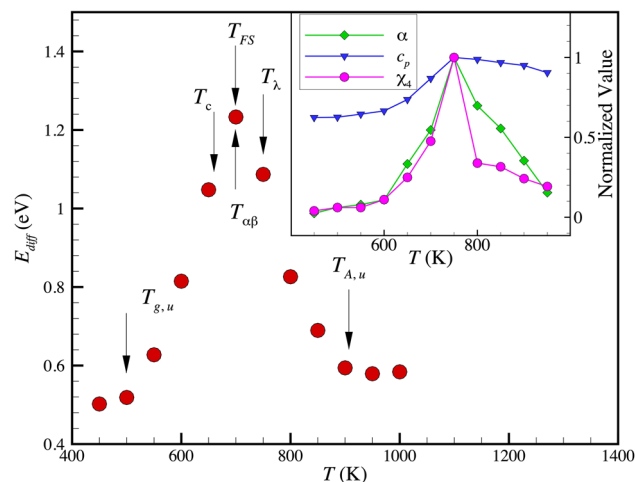 1.4
1.2
1
0.8
0.6
0.4
E_diff (eV)
400
600
800
1000
1200
1400
T (K)
T_FS
T_c
T_λ
T_αβ
T_g, u
T_A, u
α
c_p
χ_4
1
0.5
0
Normalized Value
600
800
T (K)